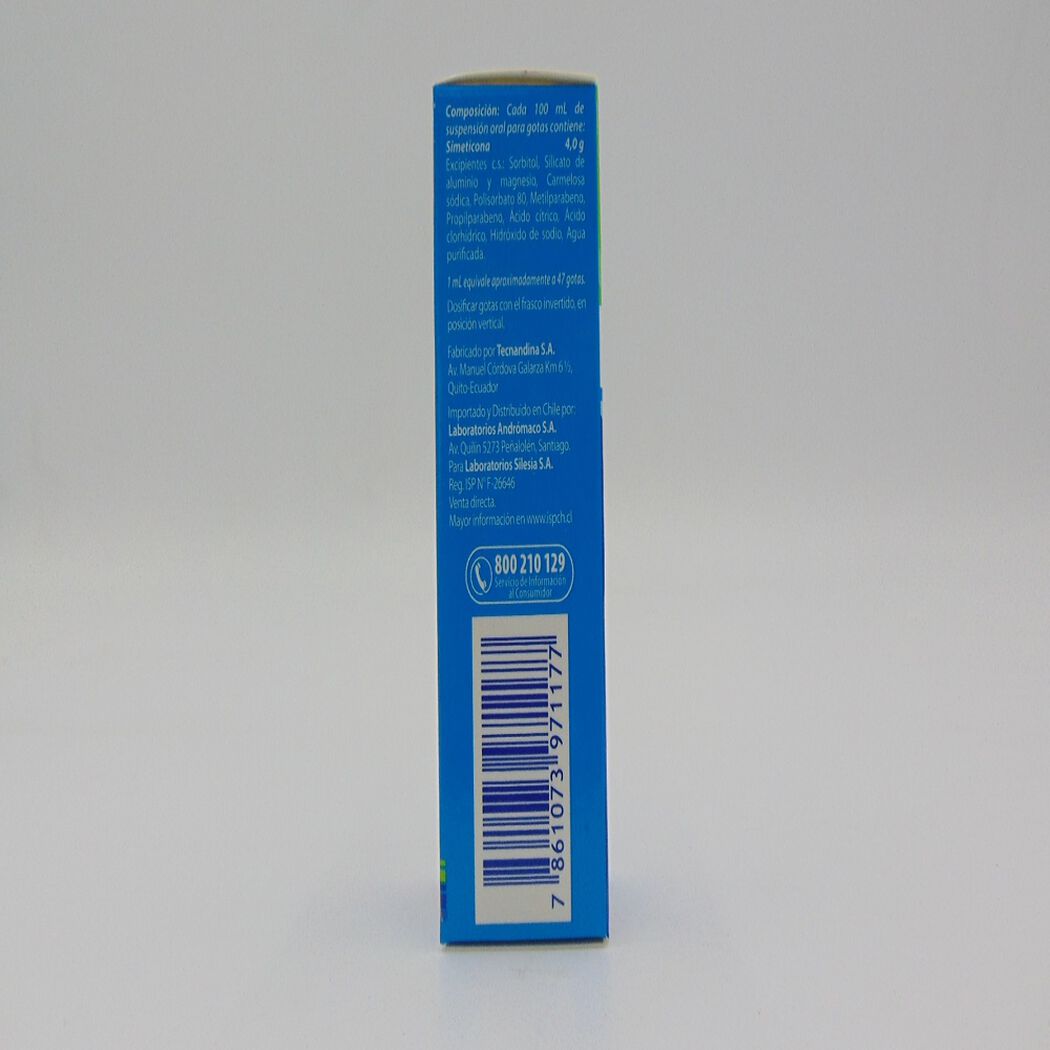 Composición: Cada 100 mL de
suspensión oral para gotas contiene:
Simeticona 4,0 g
Excipientes c.s.: Sorbitol, Silicato de
aluminio y magnesio, Carmelosa
sódica, Polisorbato 80, Metilparabeno,
Propilparabeno, Ácido cítrico, Ácido
clorhídrico, Hidróxido de sodio, Agua
purificada.
1 mL equivale aproximadamente a 47 gotas.
Dosificar gotas con el frasco invertido, en
posición vertical.
Fabricado por Tecnandina S.A.
Av. Manuel Córdova Galarza Km 6 ½,
Quito-Ecuador
Importado y Distribuido en Chile por:
Laboratorios Andrómaco S.A.
Av. Quilín 5273 Peñalolén, Santiago.
Para Laboratorios Silesia S.A.
Reg. ISP N° F-26646
Venta directa.
Mayor información en www.ispch.cl
800 210 129
Servicio de Información
al Consumidor
7 861073 971177